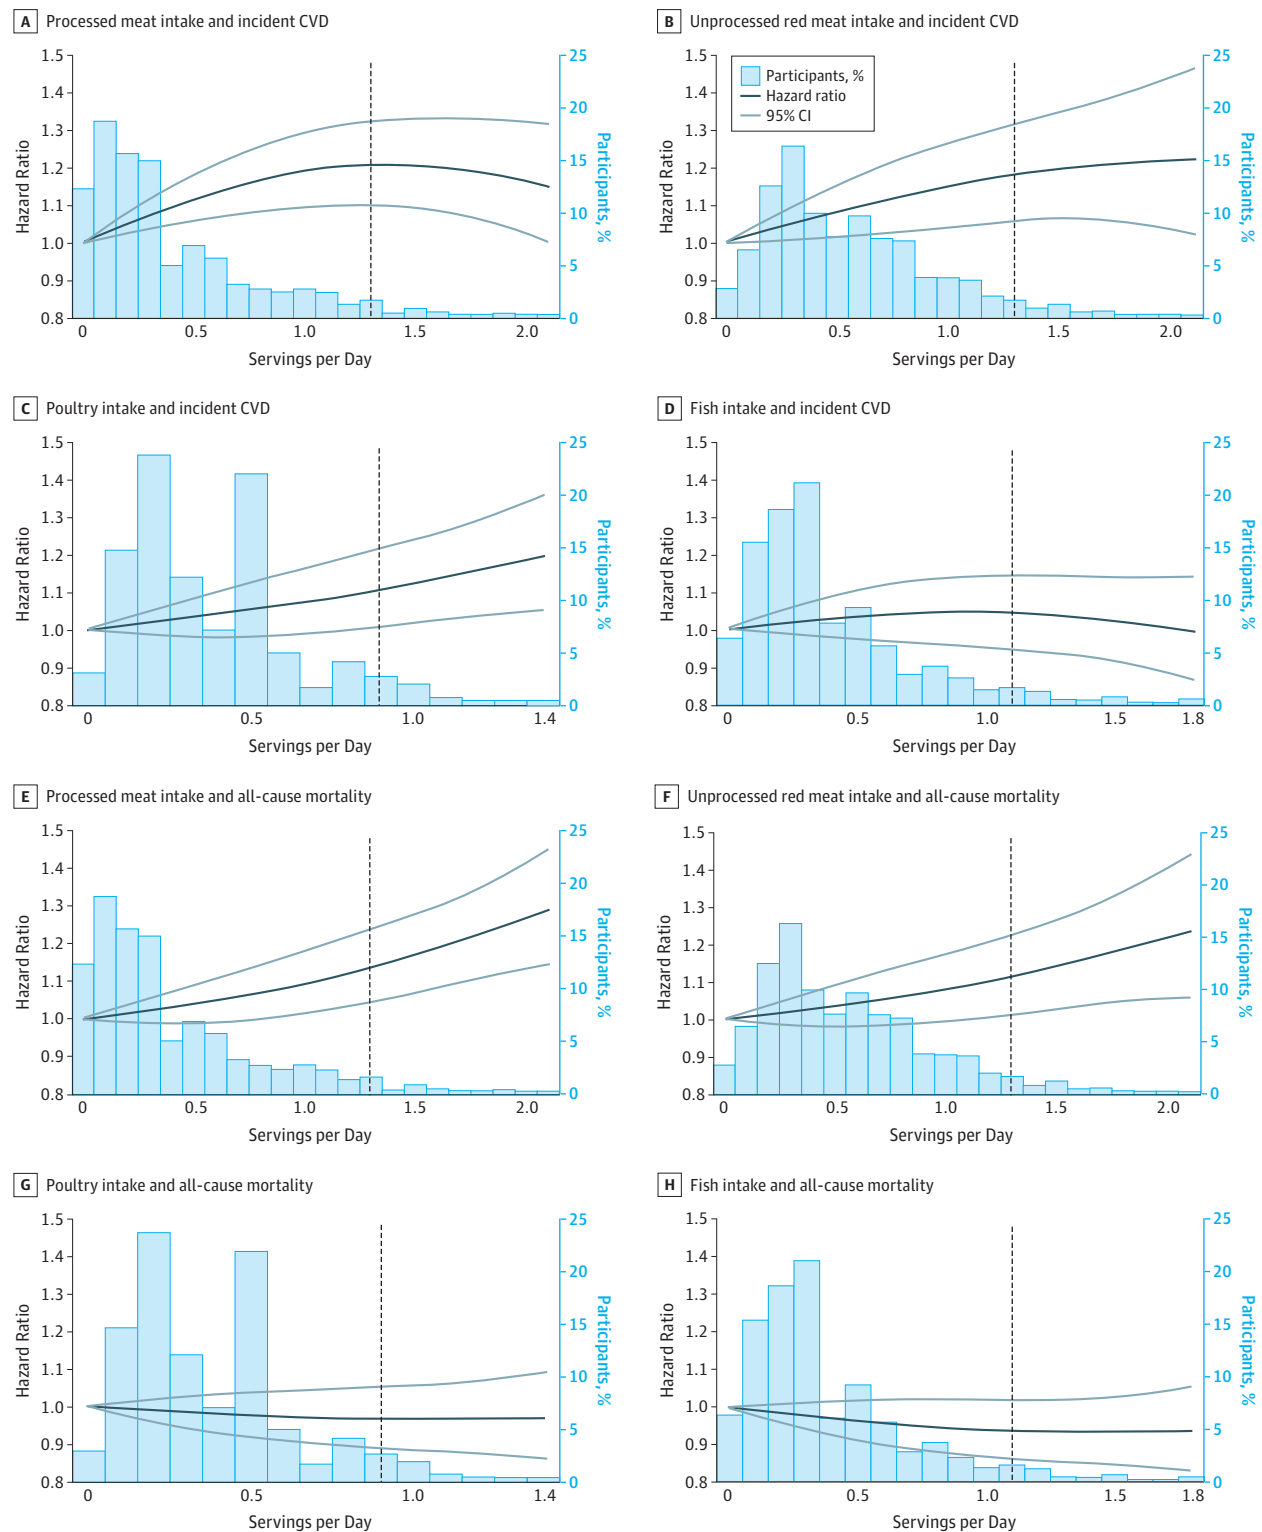 A Processed meat intake and incident CVD
1.5
1.4
1.3
1.2
1.1
1.0
0.9
0.8
Hazard Ratio
25
20
15
10
5
0
Participants, %
0 0.5 1.0 1.5 2.0
Servings per Day
B Unprocessed red meat intake and incident CVD
Participants, %
Hazard ratio
95% CI
1.5
1.4
1.3
1.2
1.1
1.0
0.9
0.8
Hazard Ratio
25
20
15
10
5
0
Participants, %
0 0.5 1.0 1.5 2.0
Servings per Day
C Poultry intake and incident CVD
1.5
1.4
1.3
1.2
1.1
1.0
0.9
0.8
Hazard Ratio
25
20
15
10
5
0
Participants, %
0 0.5 1.0 1.4
Servings per Day
D Fish intake and incident CVD
1.5
1.4
1.3
1.2
1.1
1.0
0.9
0.8
Hazard Ratio
25
20
15
10
5
0
Participants, %
0 0.5 1.0 1.5 1.8
Servings per Day
E Processed meat intake and all-cause mortality
1.5
1.4
1.3
1.2
1.1
1.0
0.9
0.8
Hazard Ratio
25
20
15
10
5
0
Participants, %
0 0.5 1.0 1.5 2.0
Servings per Day
F Unprocessed red meat intake and all-cause mortality
1.5
1.4
1.3
1.2
1.1
1.0
0.9
0.8
Hazard Ratio
25
20
15
10
5
0
Participants, %
0 0.5 1.0 1.5 2.0
Servings per Day
G Poultry intake and all-cause mortality
1.5
1.4
1.3
1.2
1.1
1.0
0.9
0.8
Hazard Ratio
25
20
15
10
5
0
Participants, %
0 0.5 1.0 1.4
Servings per Day
H Fish intake and all-cause mortality
1.5
1.4
1.3
1.2
1.1
1.0
0.9
0.8
Hazard Ratio
25
20
15
10
5
0
Participants, %
0 0.5 1.0 1.5 1.8
Servings per Day